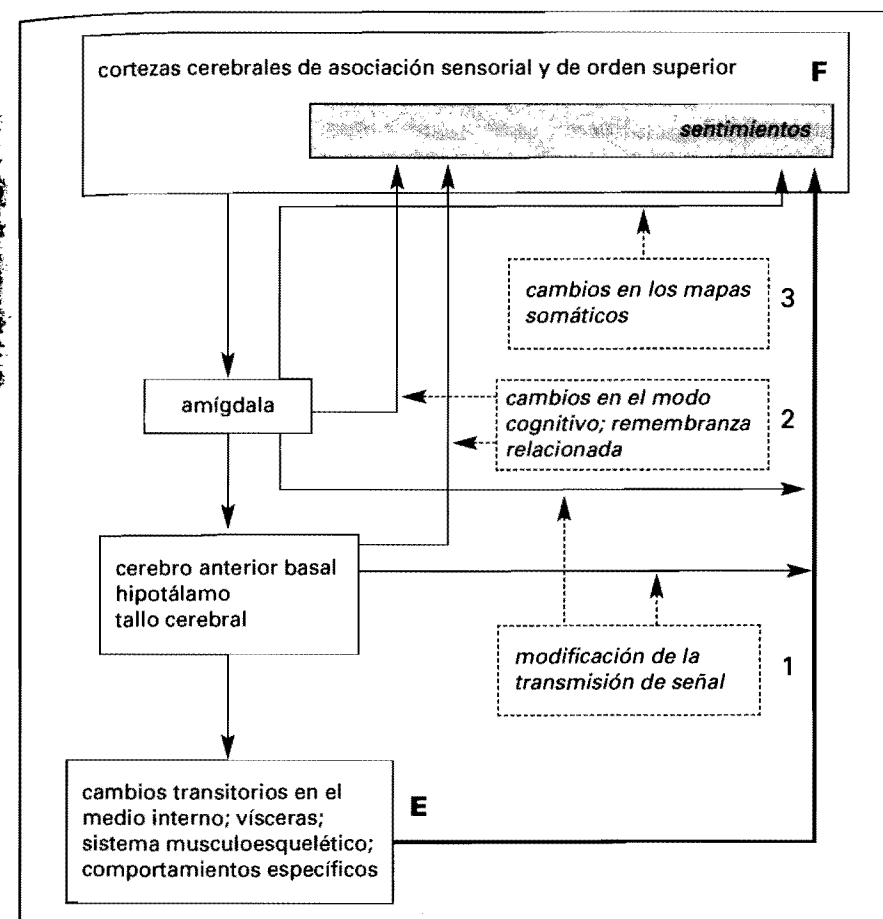 cortezas cerebrales de asociación sensorial y de orden superior F
sentimientos
cambios en los mapas
somáticos
3
amígdala
cambios en el modo
cognitivo; remembranza
relacionada
2
cerebro anterior basal
hipotálamo
tallo cerebral
modificación de la
transmisión de señal
1
cambios transitorios en el
medio interno; vísceras;
sistema musculoesquelético;
comportamientos específicos
E